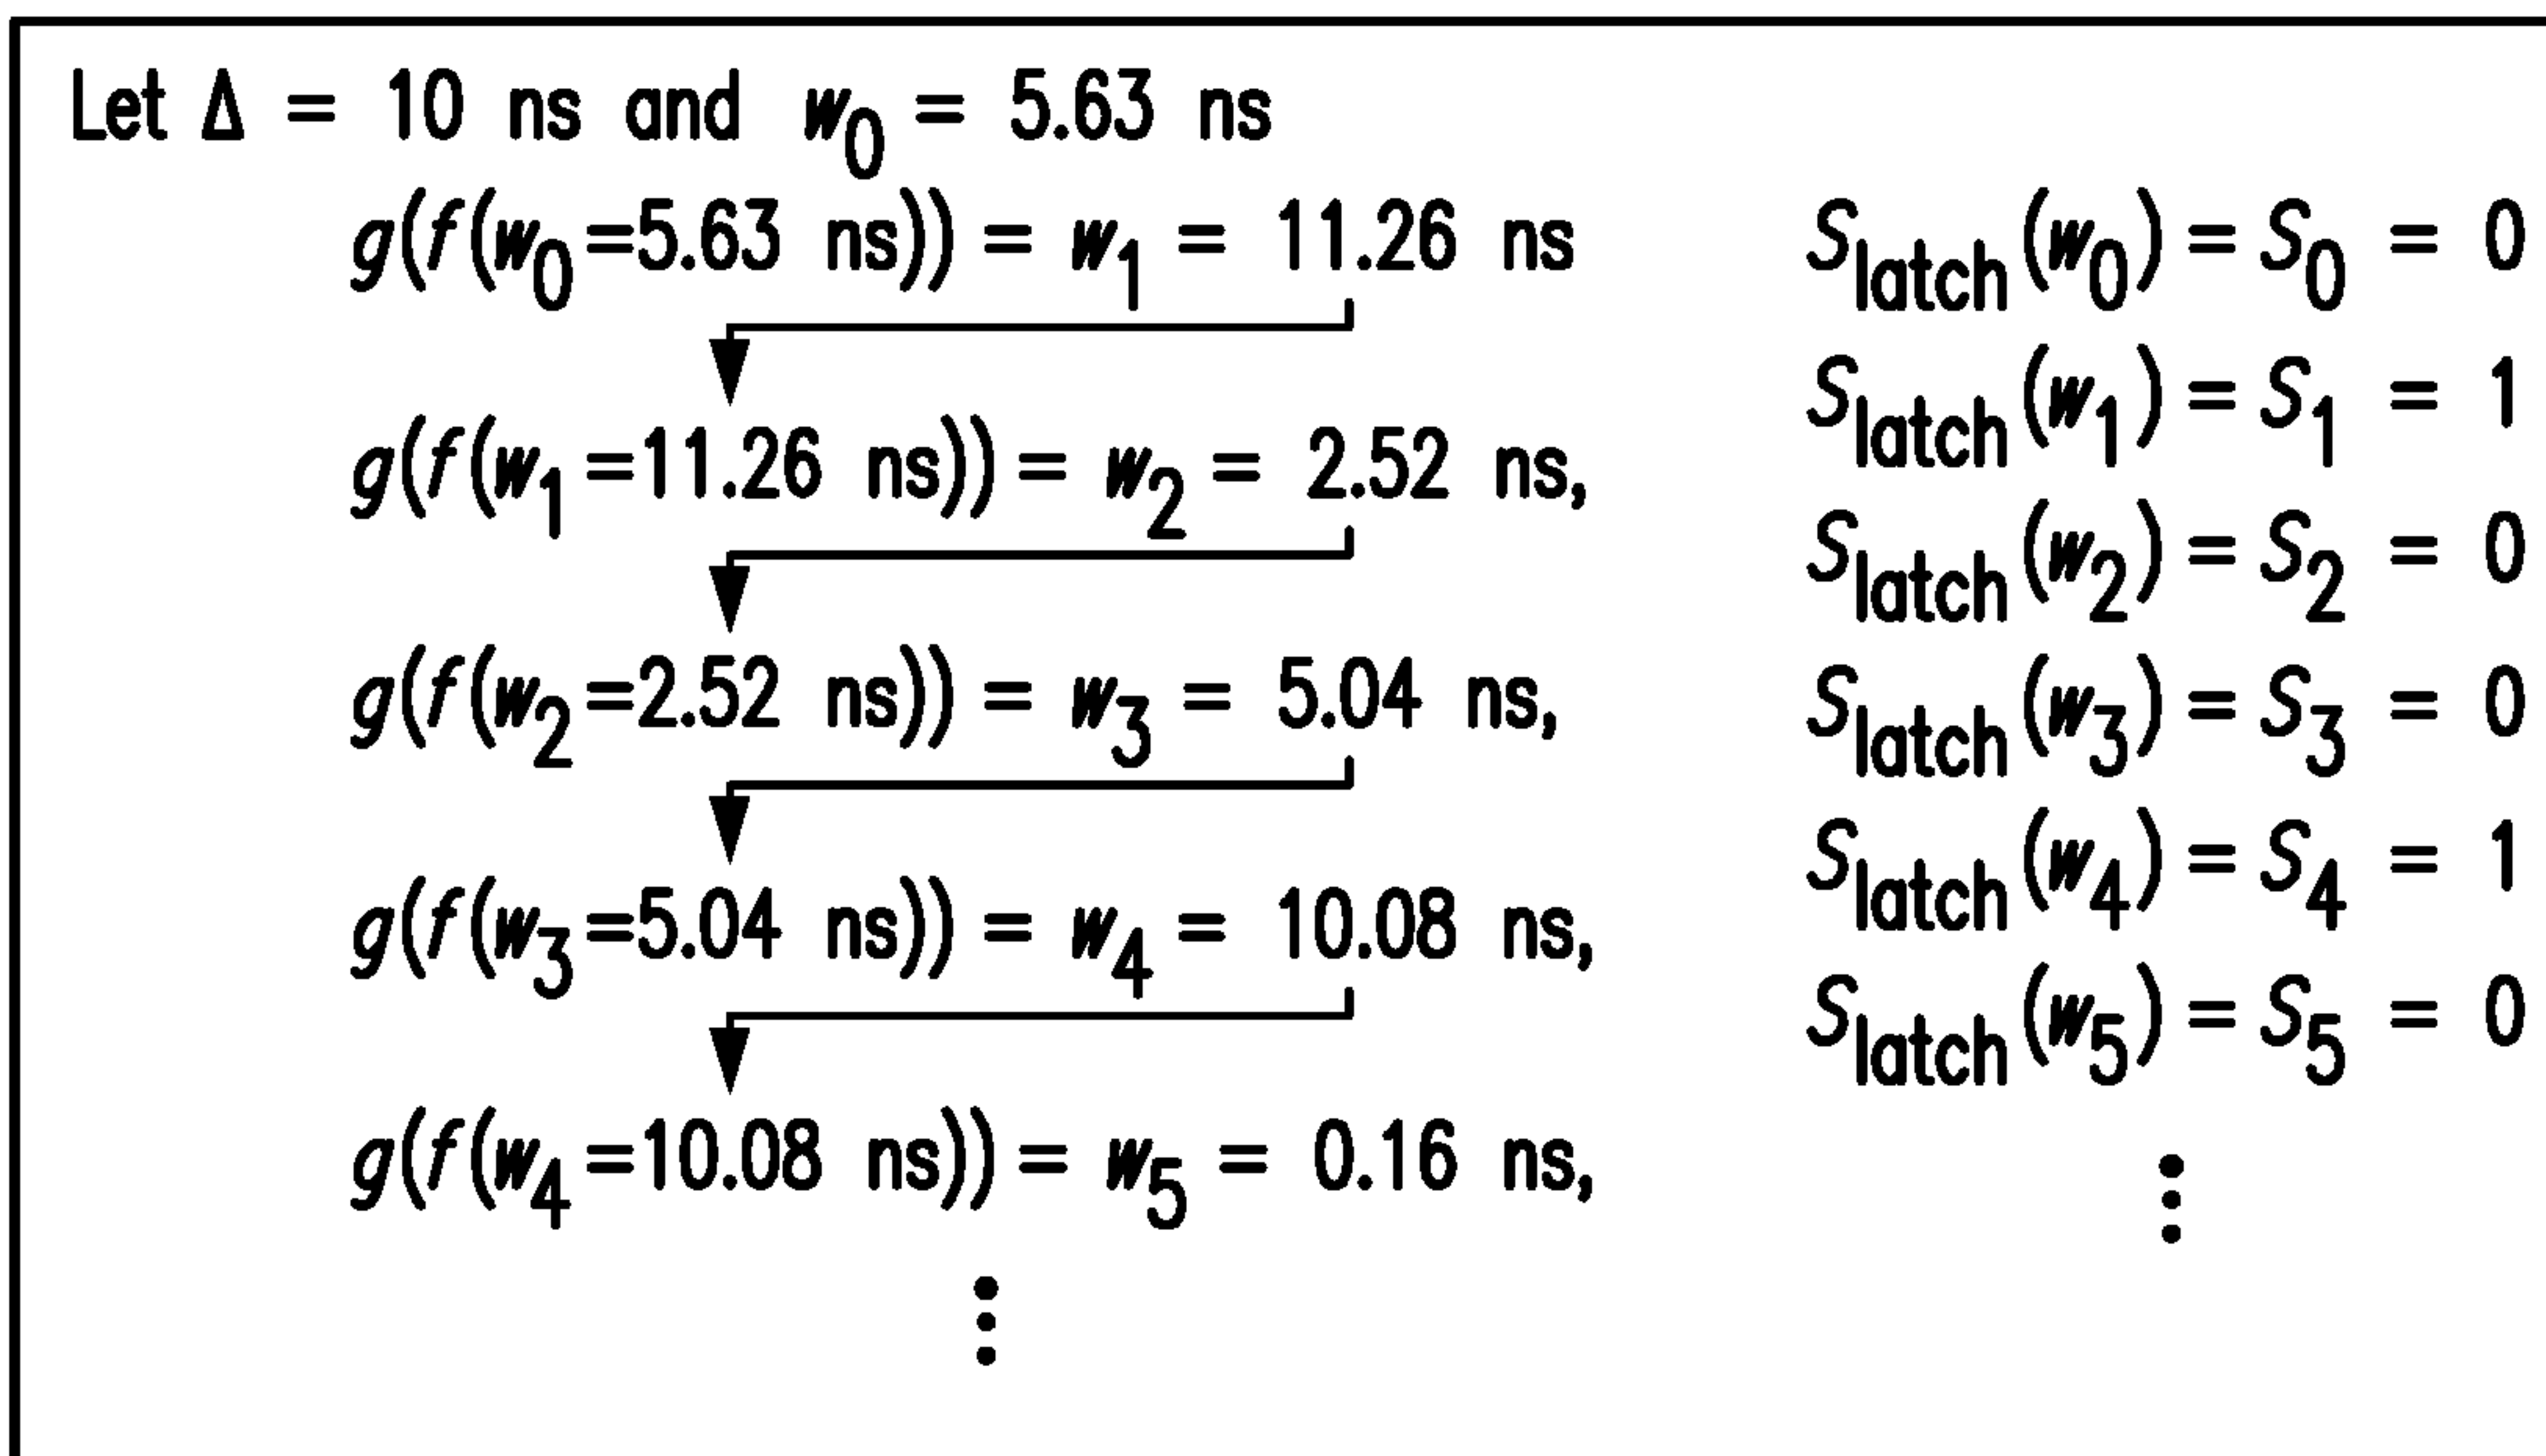 Let Δ = 10 ns and w0 = 5.63 ns
g(f(w0=5.63 ns)) = w1 = 11.26 ns
g(f(w1=11.26 ns)) = w2 = 2.52 ns,
g(f(w2=2.52 ns)) = w3 = 5.04 ns,
g(f(w3=5.04 ns)) = w4 = 10.08 ns,
g(f(w4=10.08 ns)) = w5 = 0.16 ns,
⋮
Slatch(w0) = S0 = 0
Slatch(w1) = S1 = 1
Slatch(w2) = S2 = 0
Slatch(w3) = S3 = 0
Slatch(w4) = S4 = 1
Slatch(w5) = S5 = 0
⋮